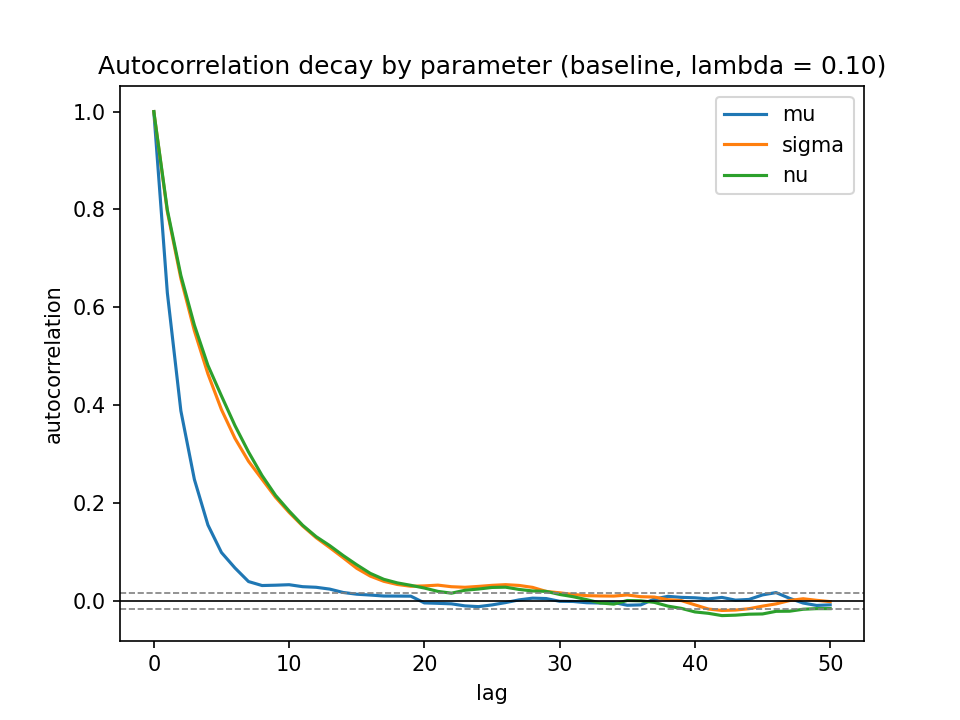 Autocorrelation decay by parameter (baseline, lambda = 0.10)
mu
sigma
nu
1.0
0.8
0.6
0.4
0.2
0.0
autocorrelation
0 10 20 30 40 50
lag